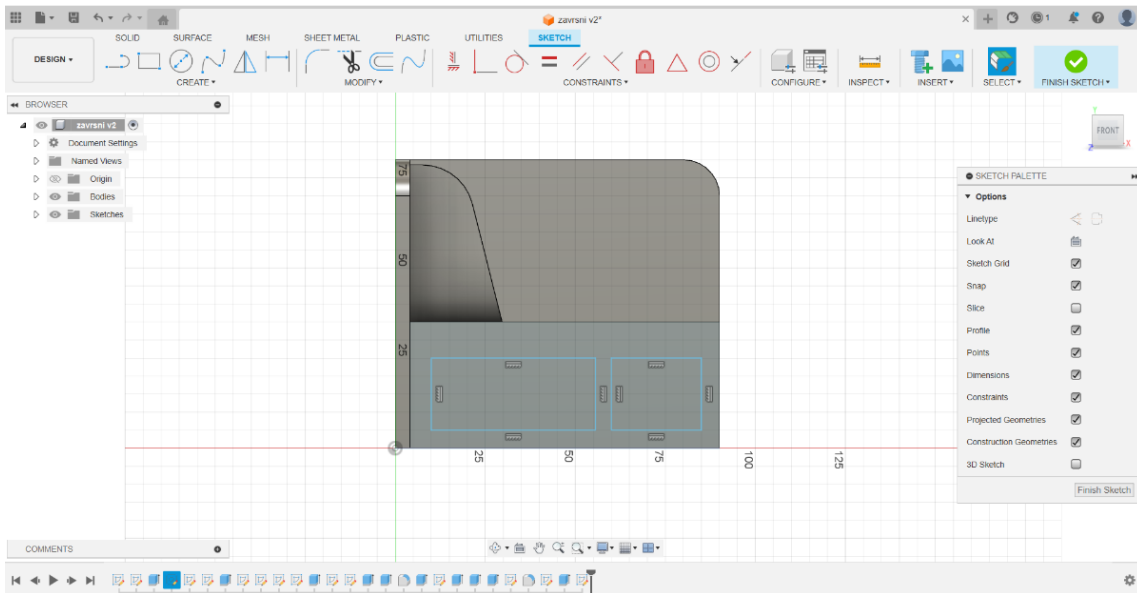 zavrsni v2*
1
DESIGN
SOLID SURFACE MESH SHEET METAL PLASTIC UTILITIES SKETCH
CREATE MODIFY CONSTRAINTS CONFIGURE INSPECT INSERT SELECT FINISH SKETCH
BROWSER
zavrsni v2
Document Settings
Named Views
Origin
Bodies
Sketches
FRONT
Y
Z
X
75
50
25
25
50
75
100
125
SKETCH PALETTE
Options
Linetype
Look At
Sketch Grid
Snap
Slice
Profile
Points
Dimensions
Constraints
Projected Geometries
Construction Geometries
3D Sketch
Finish Sketch
COMMENTS